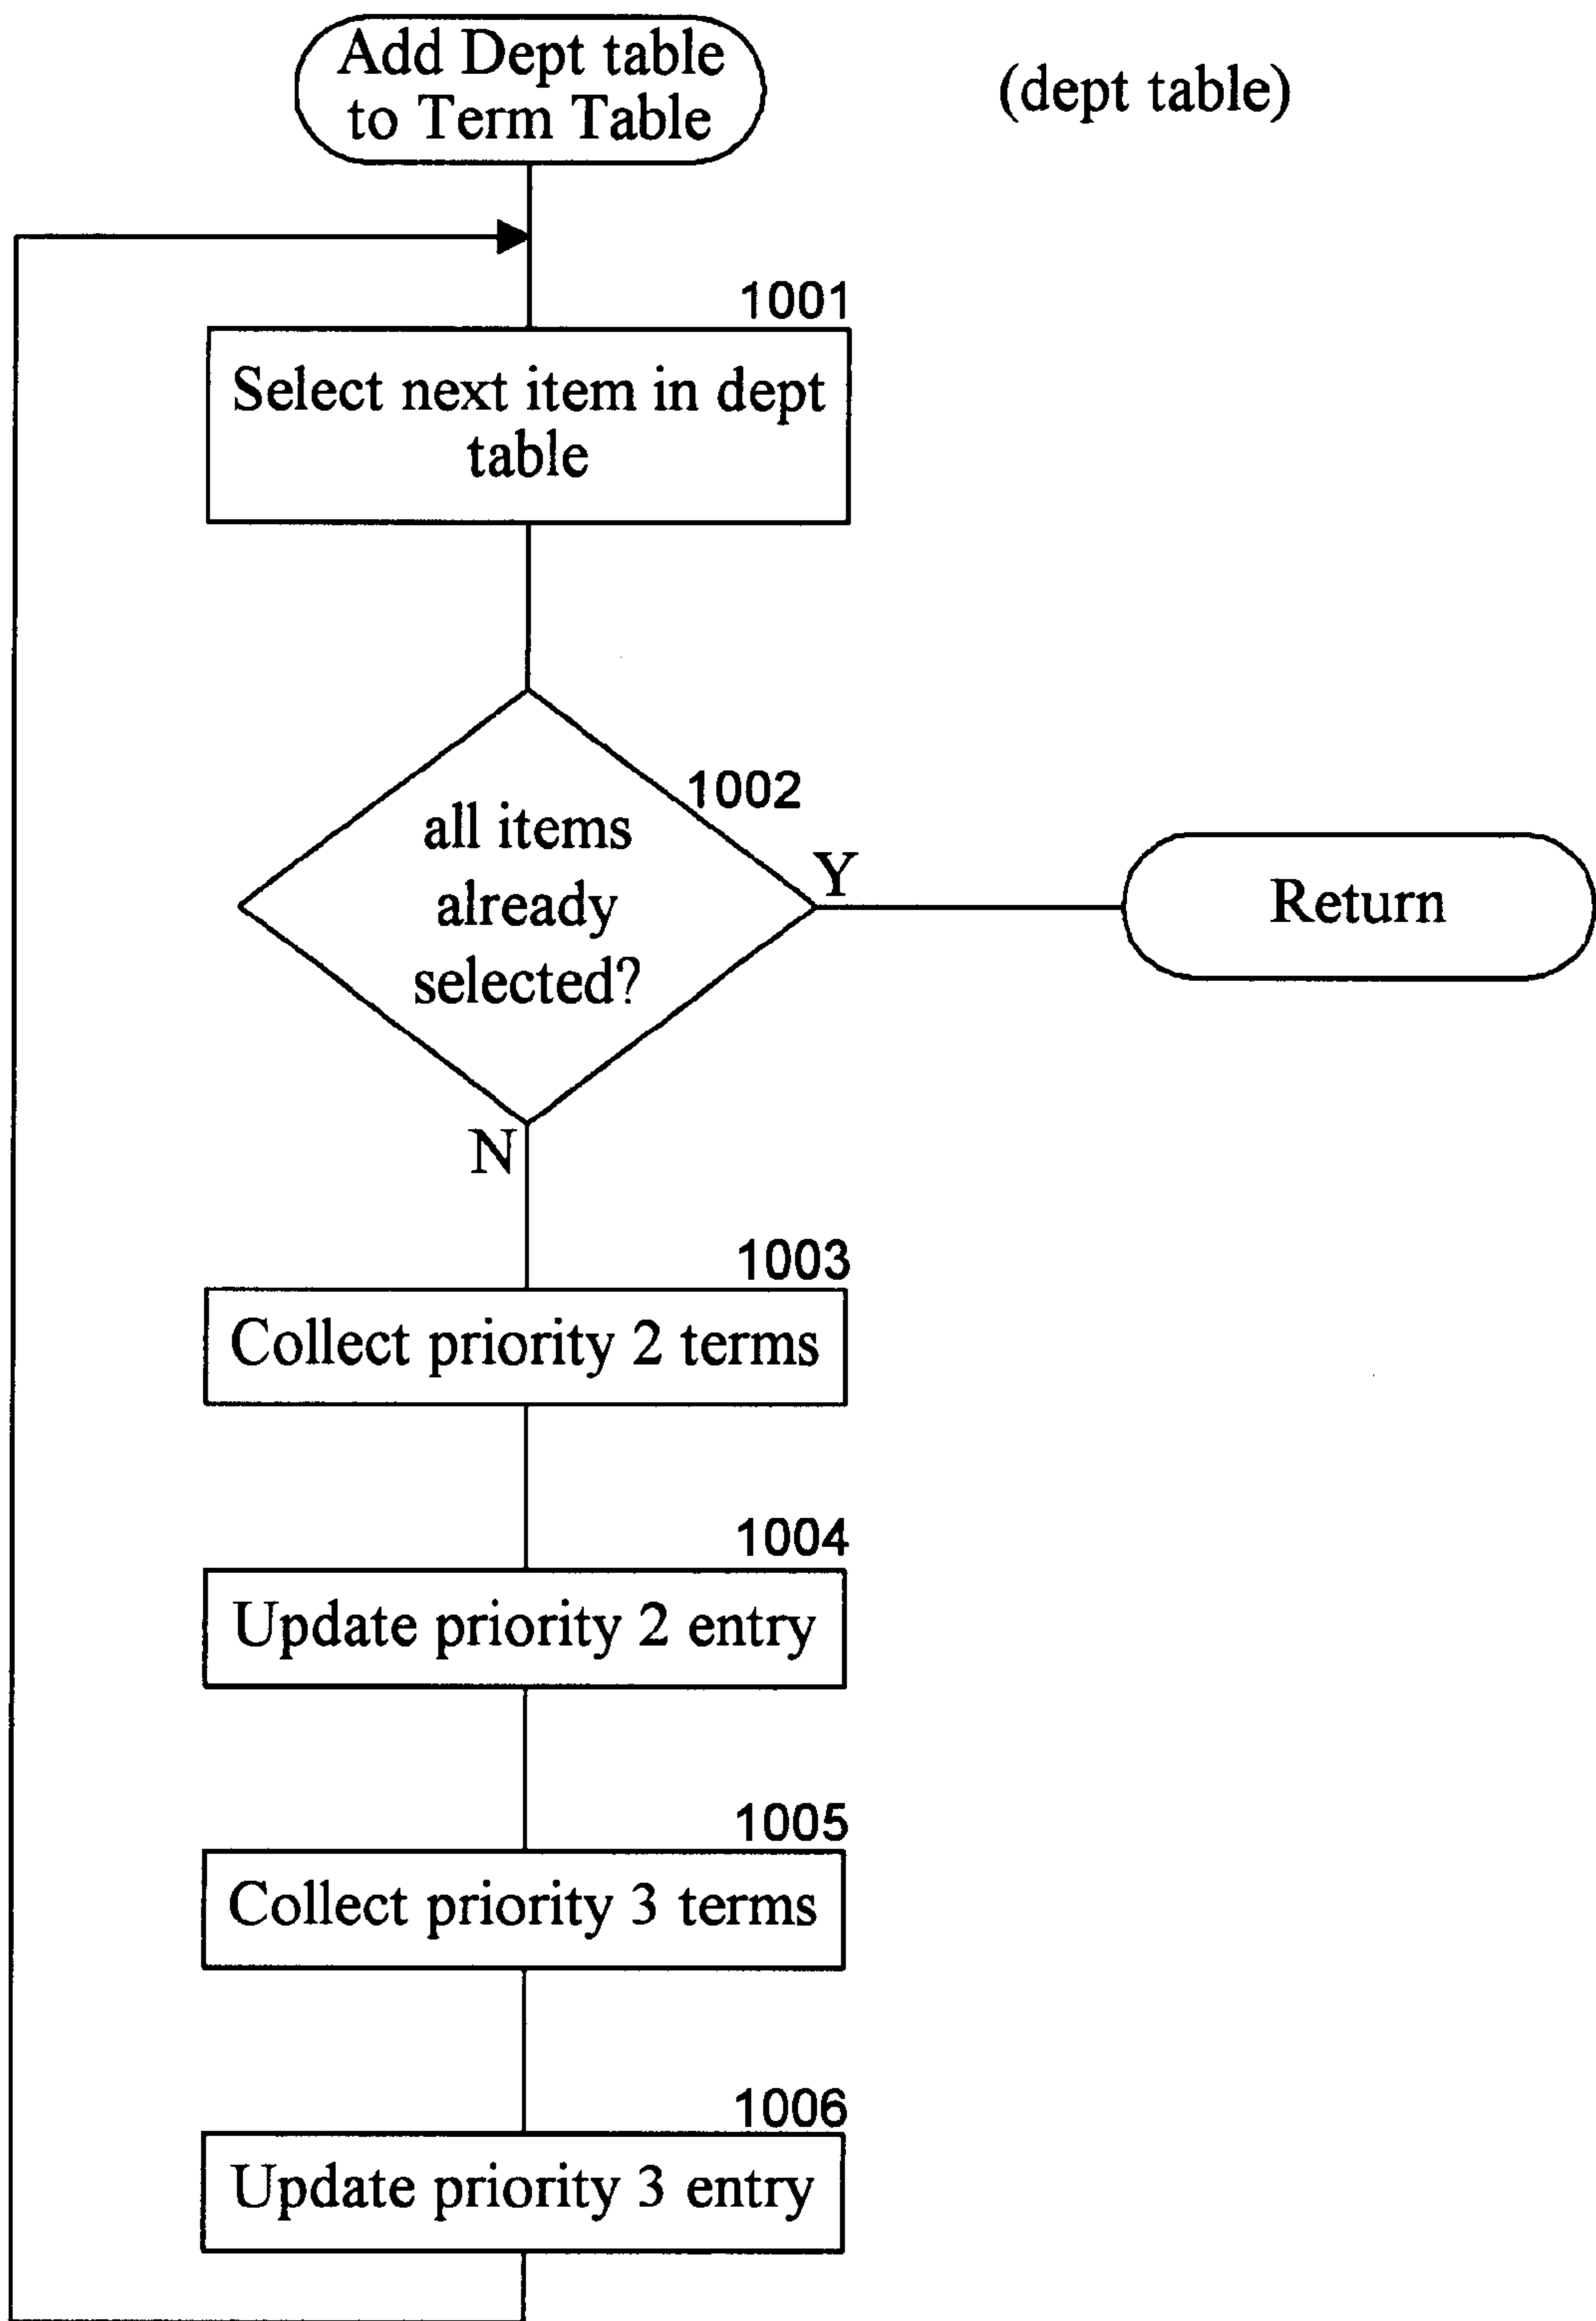 Add Dept table
to Term Table
(dept table)
1001
Select next item in dept
table
1002
all items
already
selected?
Y
Return
N
1003
Collect priority 2 terms
1004
Update priority 2 entry
1005
Collect priority 3 terms
1006
Update priority 3 entry